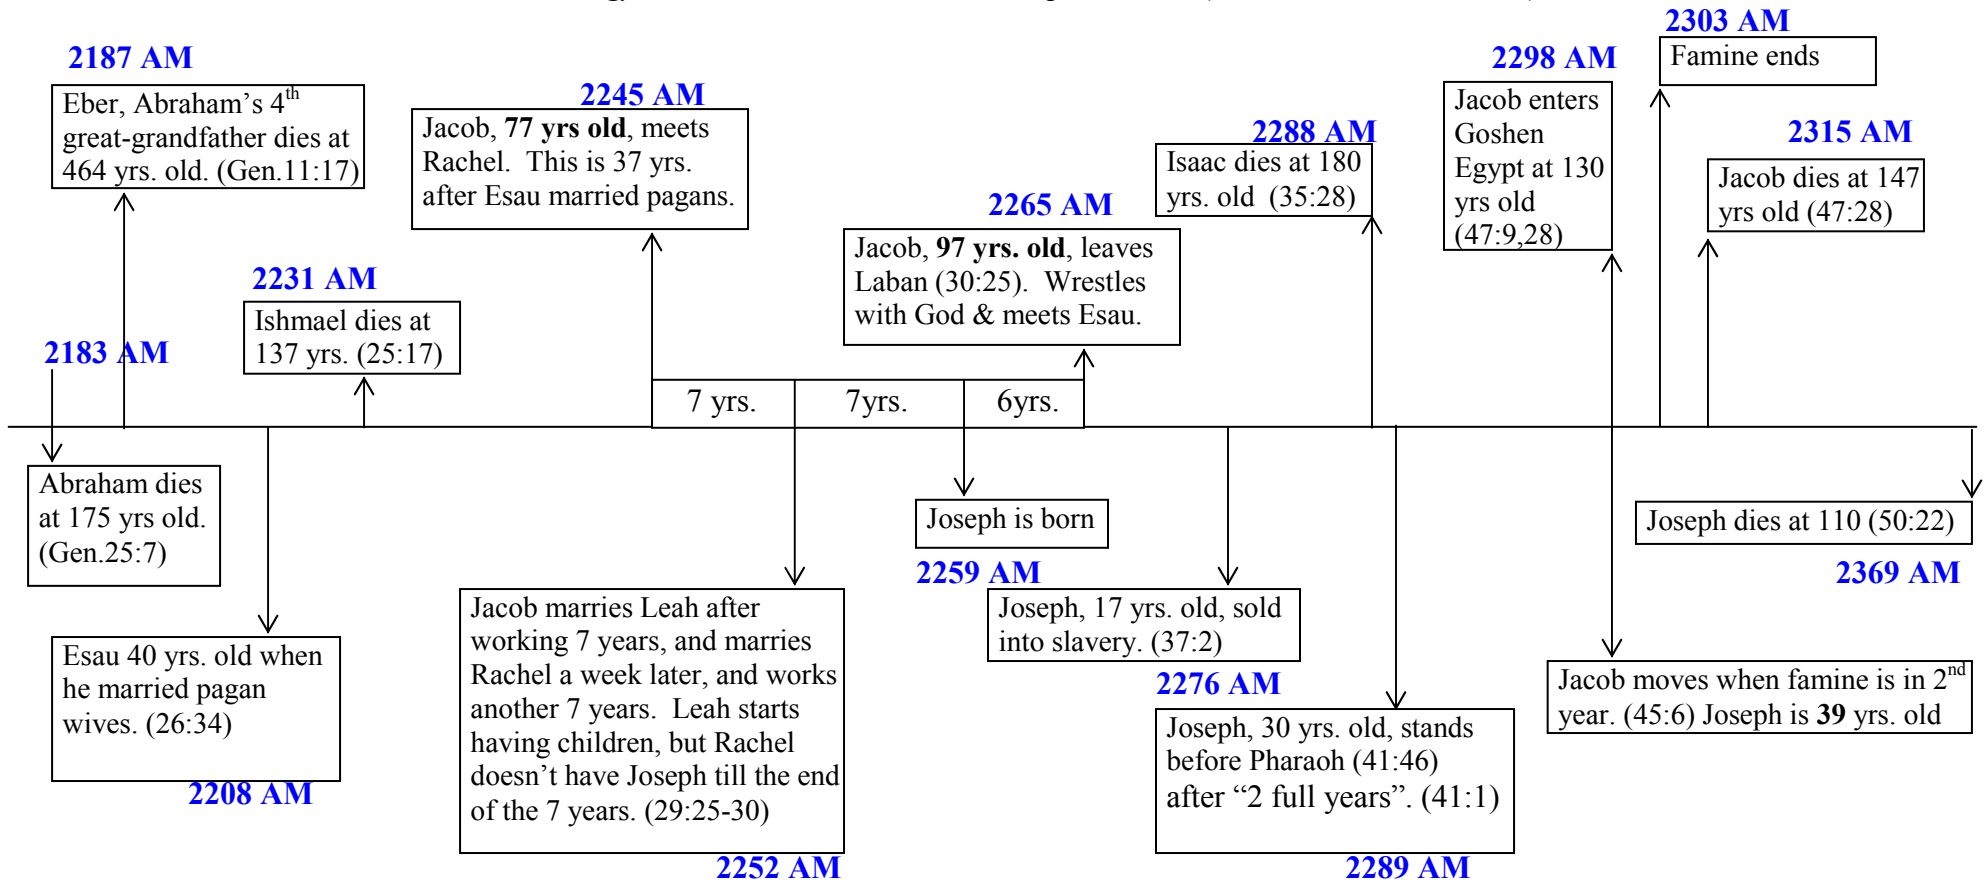 2187 AM
Eber, Abraham’s 4th
great-grandfather dies at
464 yrs. old. (Gen.11:17)
2183 AM
Abraham dies
at 175 yrs old.
(Gen.25:7)
2231 AM
Ishmael dies at
137 yrs. (25:17)
Esau 40 yrs. old when
he married pagan
wives. (26:34)
2208 AM
2245 AM
Jacob, 77 yrs old, meets
Rachel. This is 37 yrs.
after Esau married pagans.
7 yrs.
7yrs.
6yrs.
Jacob marries Leah after
working 7 years, and marries
Rachel a week later, and works
another 7 years. Leah starts
having children, but Rachel
doesn’t have Joseph till the end
of the 7 years. (29:25-30)
2252 AM
2265 AM
Jacob, 97 yrs. old, leaves
Laban (30:25). Wrestles
with God & meets Esau.
Joseph is born
2259 AM
Joseph, 17 yrs. old, sold
into slavery. (37:2)
2276 AM
2288 AM
Isaac dies at 180
yrs. old (35:28)
Joseph, 30 yrs. old, stands
before Pharaoh (41:46)
after “2 full years”. (41:1)
2289 AM
2298 AM
Jacob enters
Goshen
Egypt at 130
yrs old
(47:9,28)
Jacob moves when famine is in 2nd
year. (45:6) Joseph is 39 yrs. old
2303 AM
Famine ends
2315 AM
Jacob dies at 147
yrs old (47:28)
Joseph dies at 110 (50:22)
2369 AM